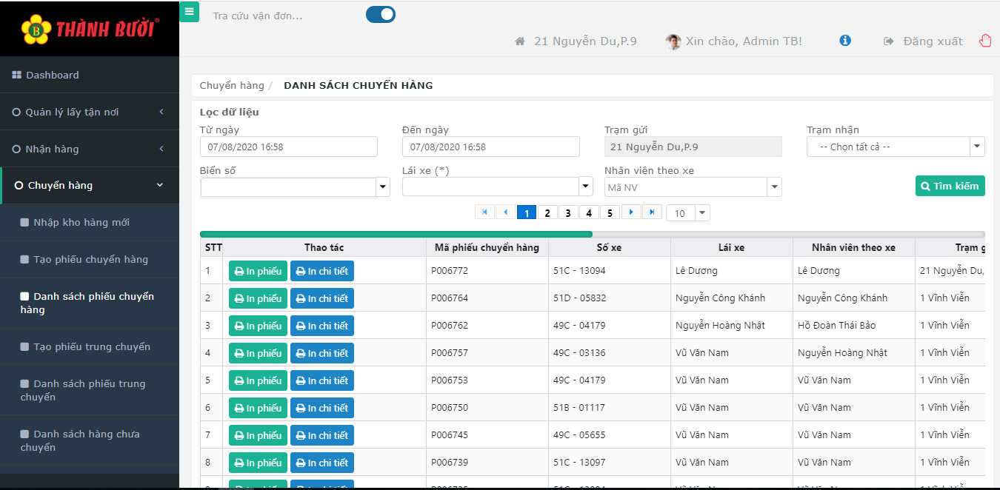 THÀNH BƯỞI®
Tra cứu vận đơn...
21 Nguyễn Du,P.9 Xin chào, Admin TB! Đăng xuất
Dashboard
Quản lý lấy tận nơi
Nhận hàng
Chuyển hàng
Nhập kho hàng mới
Tạo phiếu chuyển hàng
Danh sách phiếu chuyển
hàng
Tạo phiếu trung chuyển
Danh sách phiếu trung
chuyển
Danh sách hàng chưa
chuyển
Chuyển hàng / DANH SÁCH CHUYẾN HÀNG
Lọc dữ liệu
Từ ngày Đến ngày Trạm gửi Trạm nhận
07/08/2020 16:58 07/08/2020 16:58 21 Nguyễn Du,P.9 -- Chọn tất cả --
Biển số Lái xe (*) Nhân viên theo xe
Mã NV Tìm kiếm
1 2 3 4 5 10
STT Thao tác Mã phiếu chuyển hàng Số xe Lái xe Nhân viên theo xe Trạm g
1 In phiếu In chi tiết P006772 51C - 13094 Lê Dương Lê Dương 21 Nguyễn Du,
2 In phiếu In chi tiết P006764 51D - 05832 Nguyễn Công Khánh Nguyễn Công Khánh 1 Vĩnh Viễn
3 In phiếu In chi tiết P006762 49C - 04179 Nguyễn Hoàng Nhật Hồ Đoàn Thái Bảo 1 Vĩnh Viễn
4 In phiếu In chi tiết P006757 49C - 03136 Vũ Văn Nam Nguyễn Hoàng Nhật 1 Vĩnh Viễn
5 In phiếu In chi tiết P006753 49C - 04179 Vũ Văn Nam Vũ Văn Nam 1 Vĩnh Viễn
6 In phiếu In chi tiết P006750 51B - 01117 Vũ Văn Nam Vũ Văn Nam 1 Vĩnh Viễn
7 In phiếu In chi tiết P006745 49C - 05655 Vũ Văn Nam Vũ Văn Nam 1 Vĩnh Viễn
8 In phiếu In chi tiết P006739 51C - 13097 Vũ Văn Nam Vũ Văn Nam 1 Vĩnh Viễn